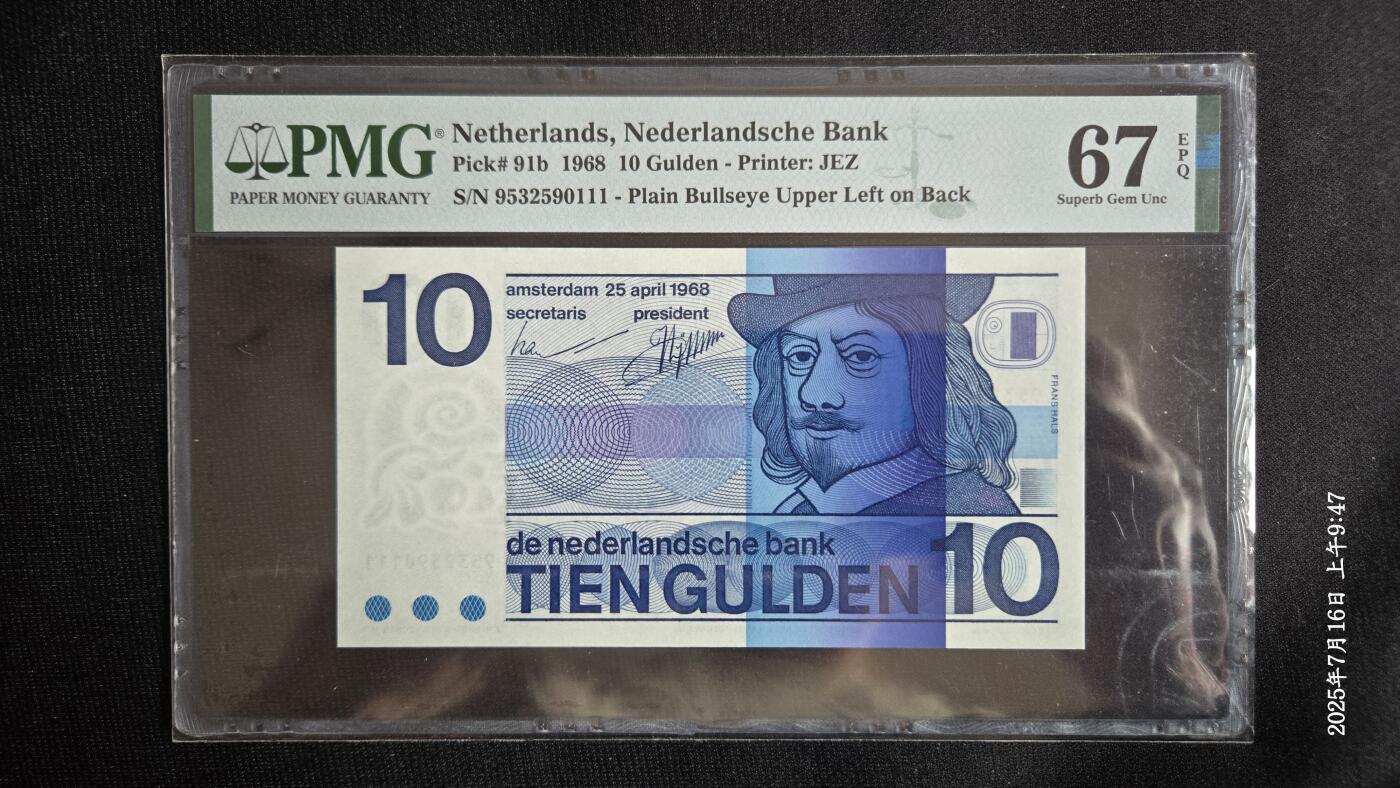 PMG®
PAPER MONEY GUARANTY
Netherlands, Nederlandsche Bank
Pick# 91b 1968 10 Gulden - Printer: JEZ
S/N 9532590111 - Plain Bullseye Upper Left on Back
67
EPQ
Superb Gem Unc
10
amsterdam 25 april 1968
secretaris president
FRANS HALS
de nederlandsche bank
TIEN GULDEN 10
2025年7月16日 上午9:47